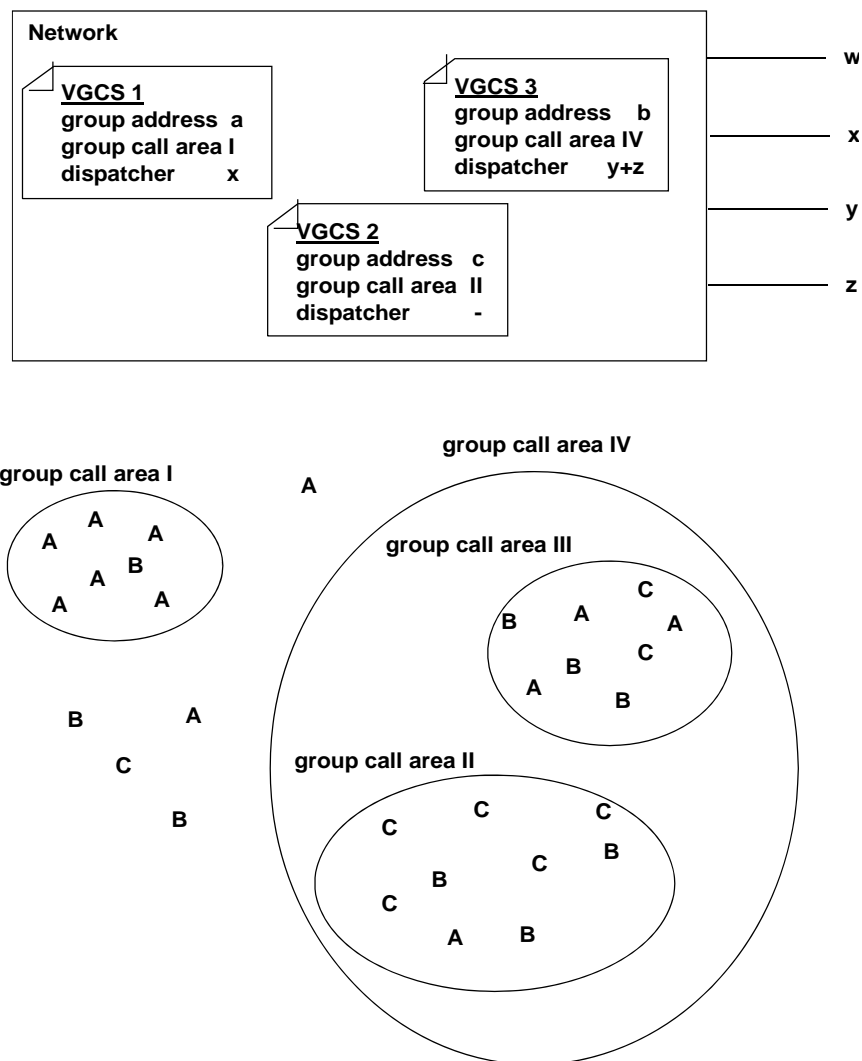 Network
VGCS 1
group address a
group call area I
dispatcher x
VGCS 3
group address b
group call area IV
dispatcher y+z
VGCS 2
group address c
group call area II
dispatcher -
w
x
y
z
group call area IV
group call area I
A
A
A
A
A
B
A
A
group call area III
C
B
A
A
C
B
A
B
B
A
C
B
group call area II
C
C
C
C
B
B
C
A
B